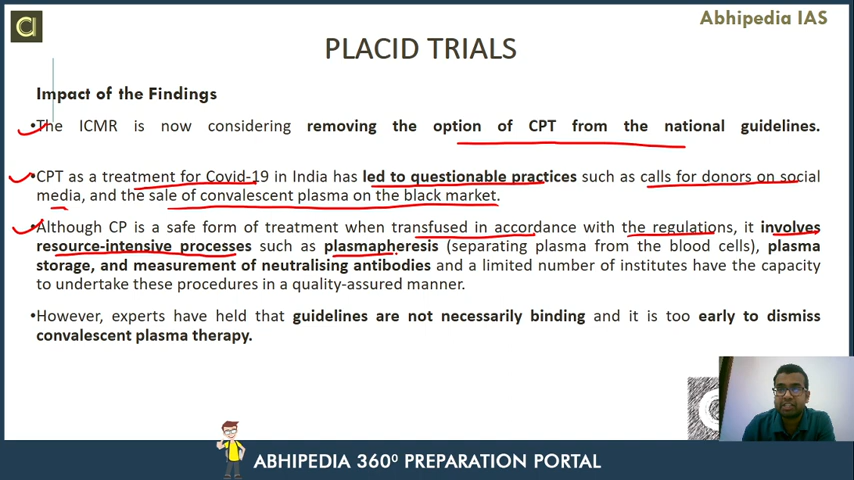 Abhipedia IAS
PLACID TRIALS
Impact of the Findings
•The ICMR is now considering removing the option of CPT from the national guidelines.
•CPT as a treatment for Covid-19 in India has led to questionable practices such as calls for donors on social
media, and the sale of convalescent plasma on the black market.
•Although CP is a safe form of treatment when transfused in accordance with the regulations, it involves
resource-intensive processes such as plasmapheresis (separating plasma from the blood cells), plasma
storage, and measurement of neutralising antibodies and a limited number of institutes have the capacity
to undertake these procedures in a quality-assured manner.
•However, experts have held that guidelines are not necessarily binding and it is too early to dismiss
convalescent plasma therapy.
ABHIPEDIA 360⁰ PREPARATION PORTAL